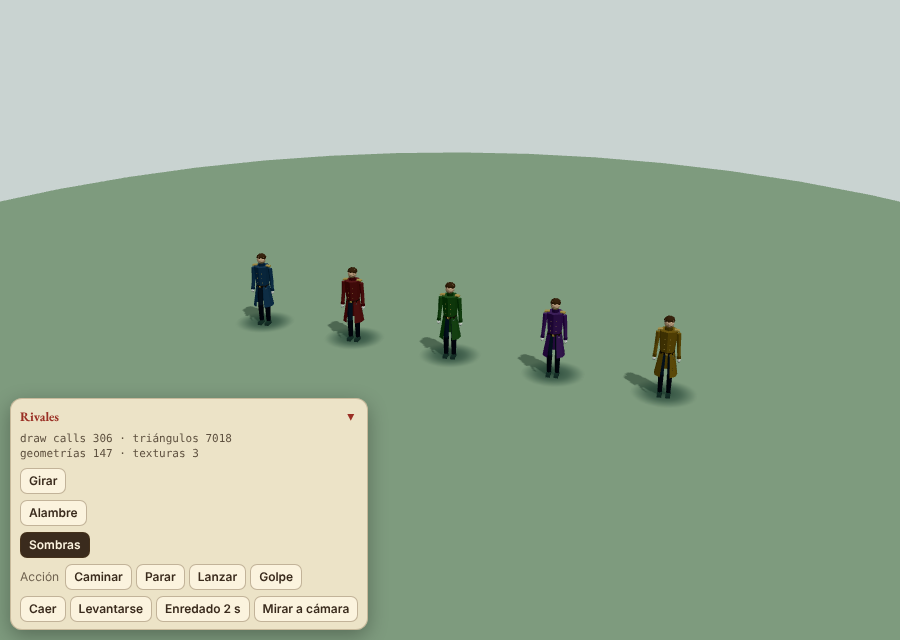 Rivales ▼
draw calls 306 · triángulos 7018
geometrías 147 · texturas 3
Girar
Alambre
Sombras
Acción Caminar Parar Lanzar Golpe
Caer Levantarse Enredado 2 s Mirar a cámara